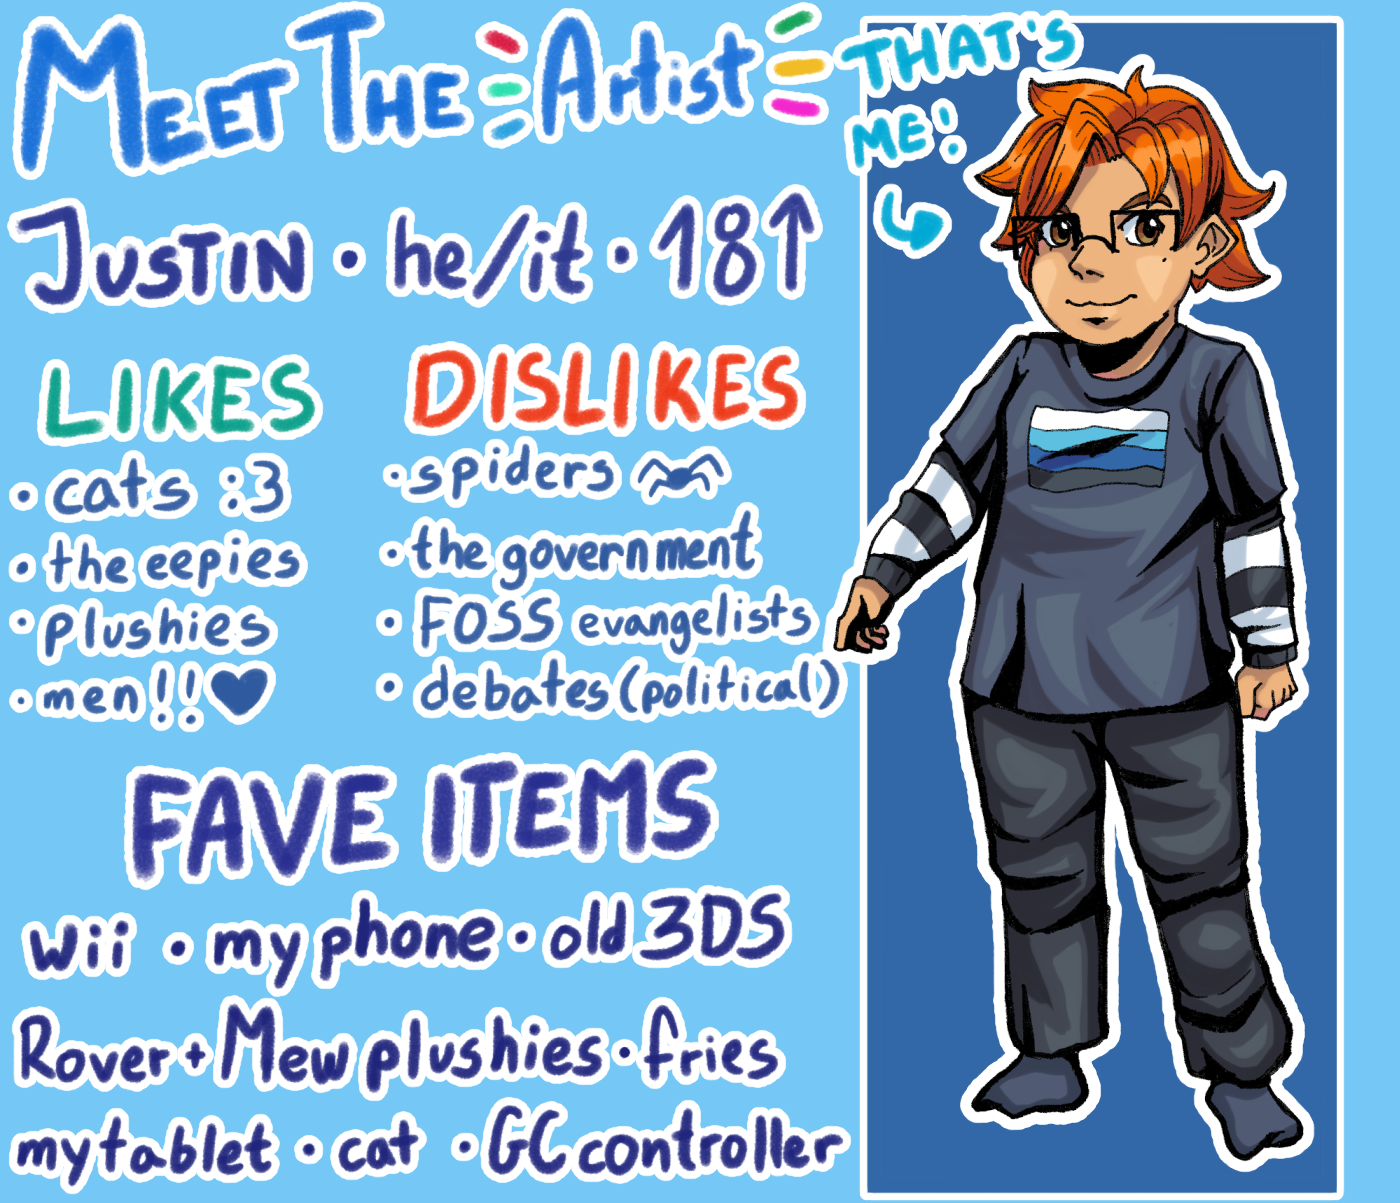 MEET THE Artist
THAT'S
ME!
JUSTIN • he/it • 18↑
LIKES
• cats :3
• the eepies
• plushies
• men!!♥
DISLIKES
• spiders
• the government
• FOSS evangelists
• debates (political)
FAVE ITEMS
Wii • my phone • old 3DS
Rover + Mew plushies • fries
my tablet • cat • GC controller